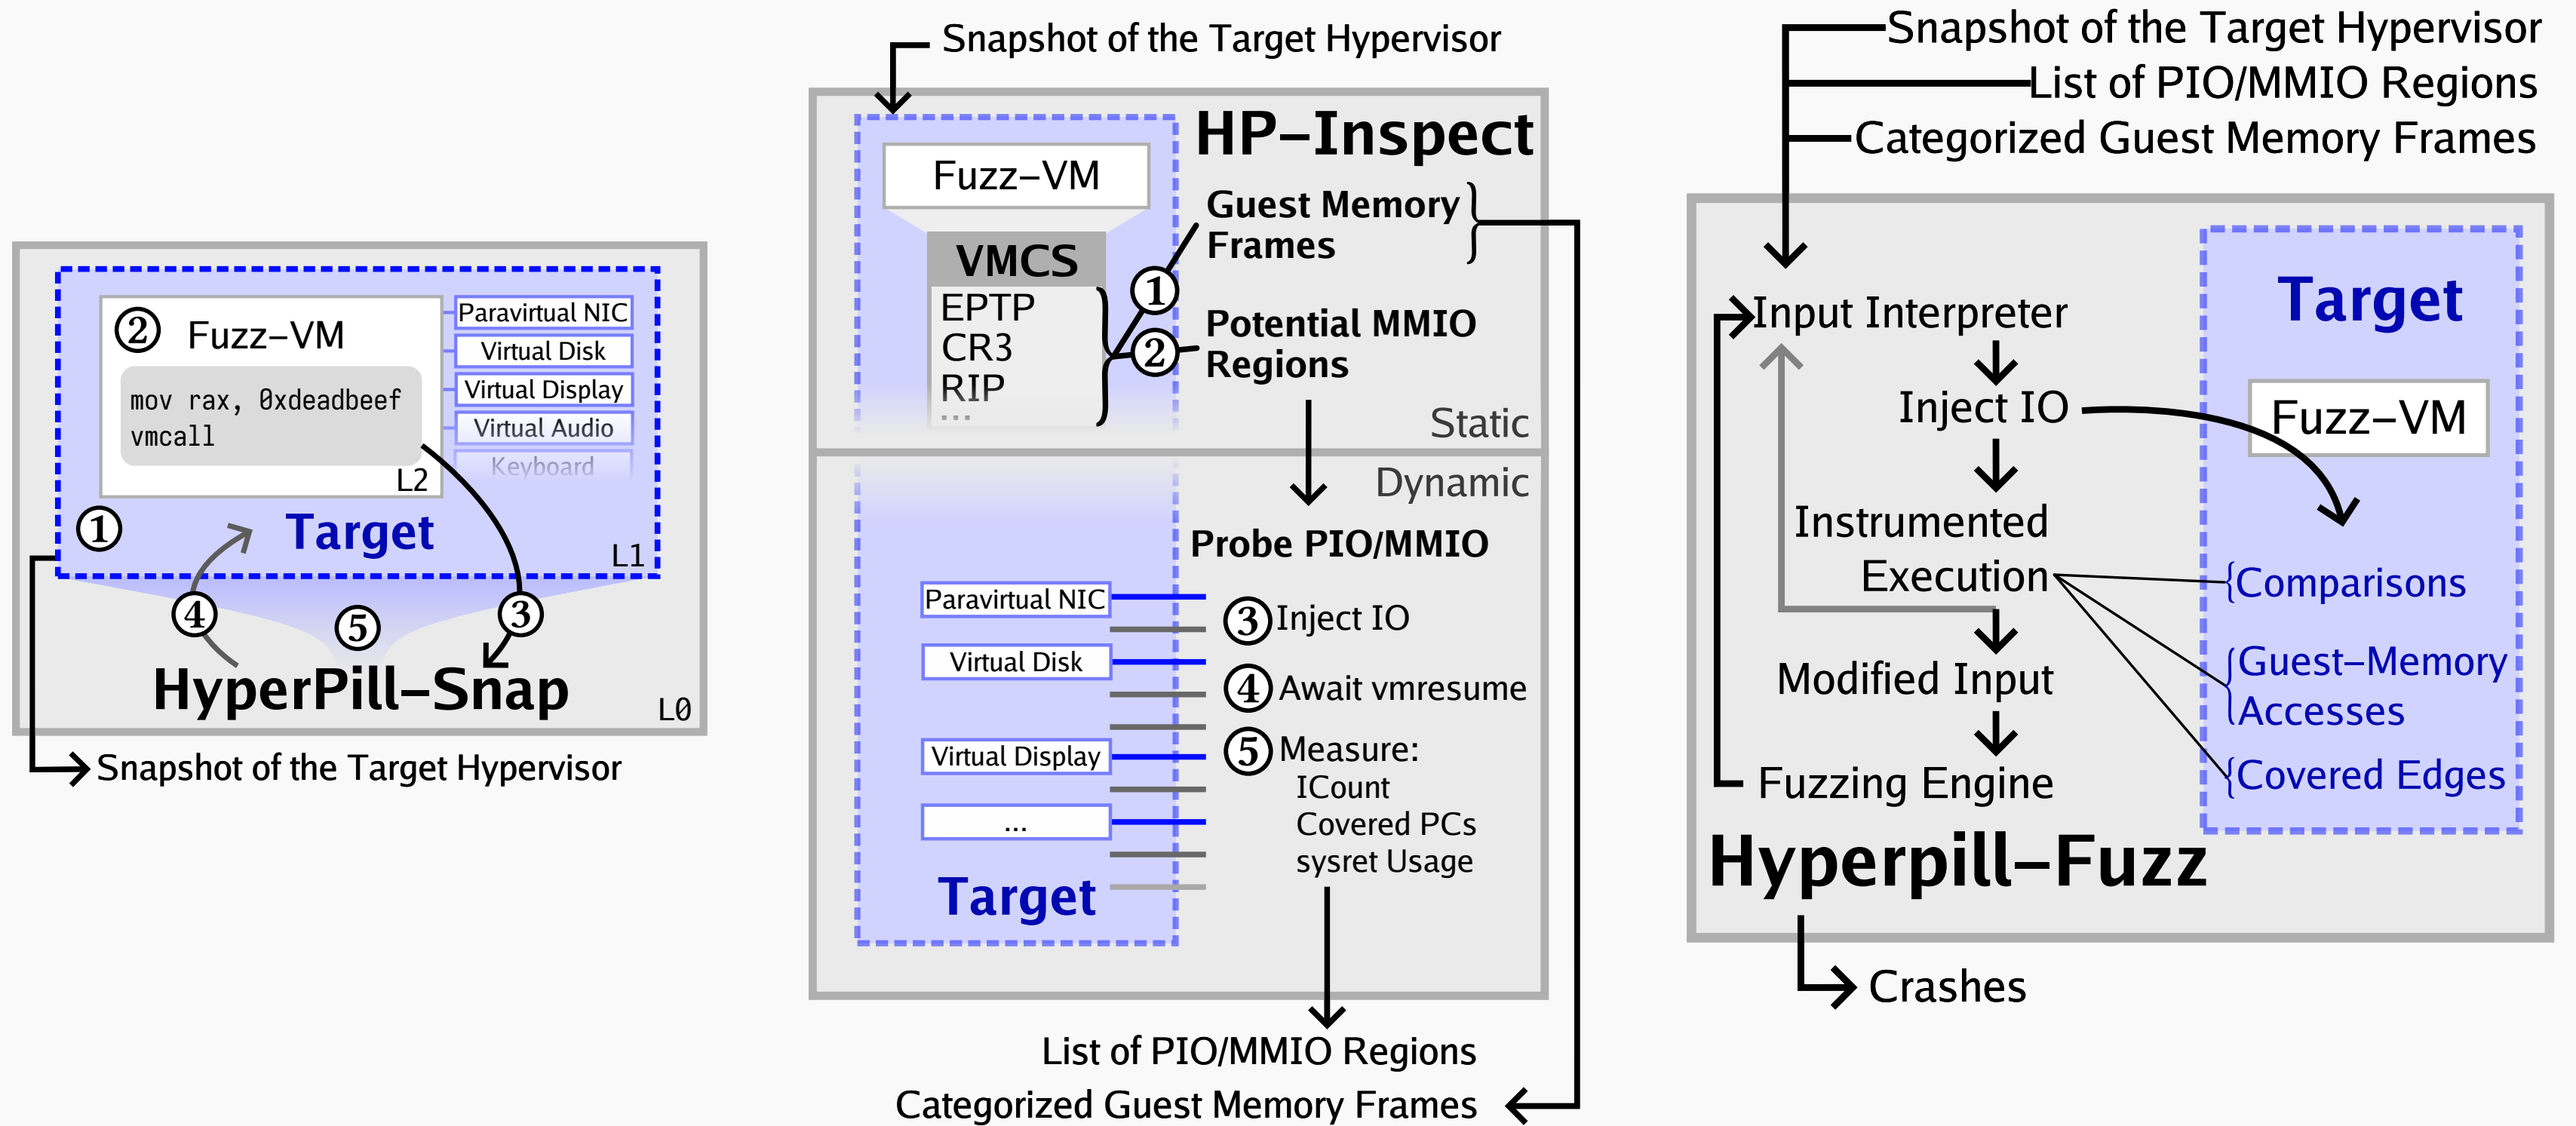 ②
Fuzz–VM
mov rax, 0xdeadbeef
vmcall
L2
Paravirtual NIC
Virtual Disk
Virtual Display
Virtual Audio
Keyboard
①
Target
L1
④
⑤
③
HyperPill–Snap
L0
Snapshot of the Target Hypervisor
Snapshot of the Target Hypervisor
HP–Inspect
Fuzz–VM
VMCS
EPTP
CR3
RIP
...
①
②
Guest Memory
Frames
Potential MMIO
Regions
Static
Dynamic
Probe PIO/MMIO
Paravirtual NIC
Virtual Disk
Virtual Display
...
Target
③ Inject IO
④ Await vmresume
⑤ Measure:
ICount
Covered PCs
sysret Usage
List of PIO/MMIO Regions
Categorized Guest Memory Frames
Snapshot of the Target Hypervisor
List of PIO/MMIO Regions
Categorized Guest Memory Frames
Input Interpreter
Inject IO
Instrumented
Execution
Modified Input
Fuzzing Engine
Target
Fuzz–VM
Comparisons
Guest–Memory
Accesses
Covered Edges
Hyperpill–Fuzz
Crashes